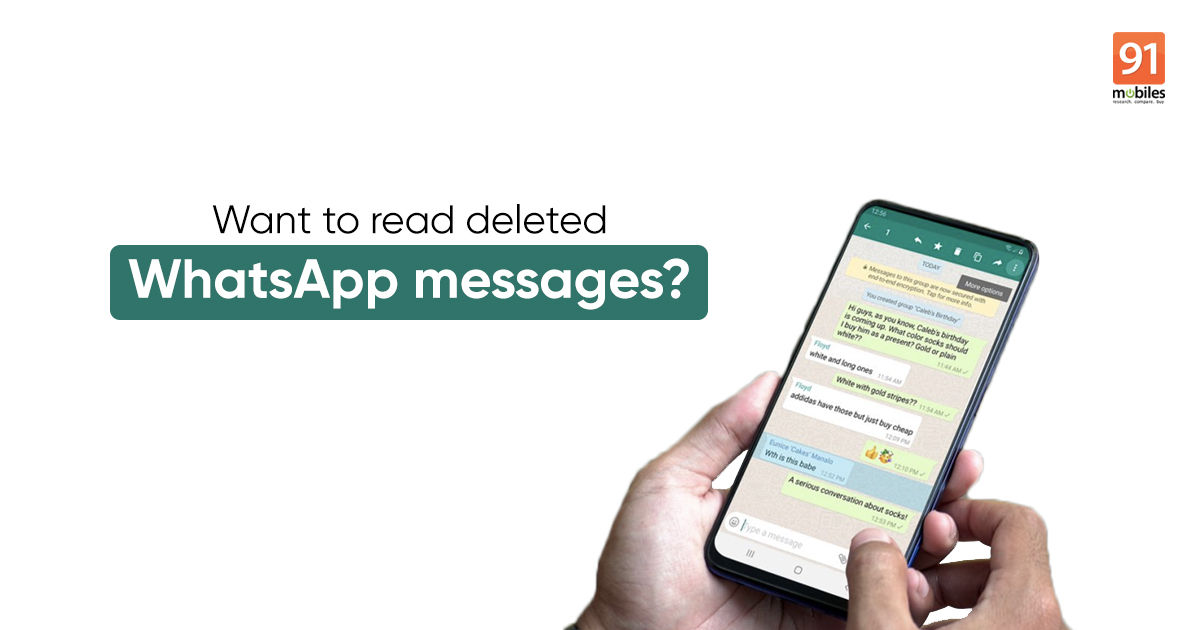 91
mobiles
research. compare. buy
Want to read deleted
WhatsApp messages?
12:56
1
TODAY
More options
Messages to this group are now secured with
end-to-end encryption. Tap for more info.
You created group "Caleb's Birthday"
Hi guys, as you know, Caleb's birthday
is coming up. What color socks should
I buy him as a present? Gold or plain
white??
11:44 AM
Floyd
white and long ones 11:54 AM
White with gold stripes?? 11:54 AM
Floyd
adidas have those but just buy cheap
12:09 PM
12:10 PM
Eunice 'Cakes' Manalo
Wth is this babe 12:52 PM
A serious conversation about socks!
12:53 PM
Type a message